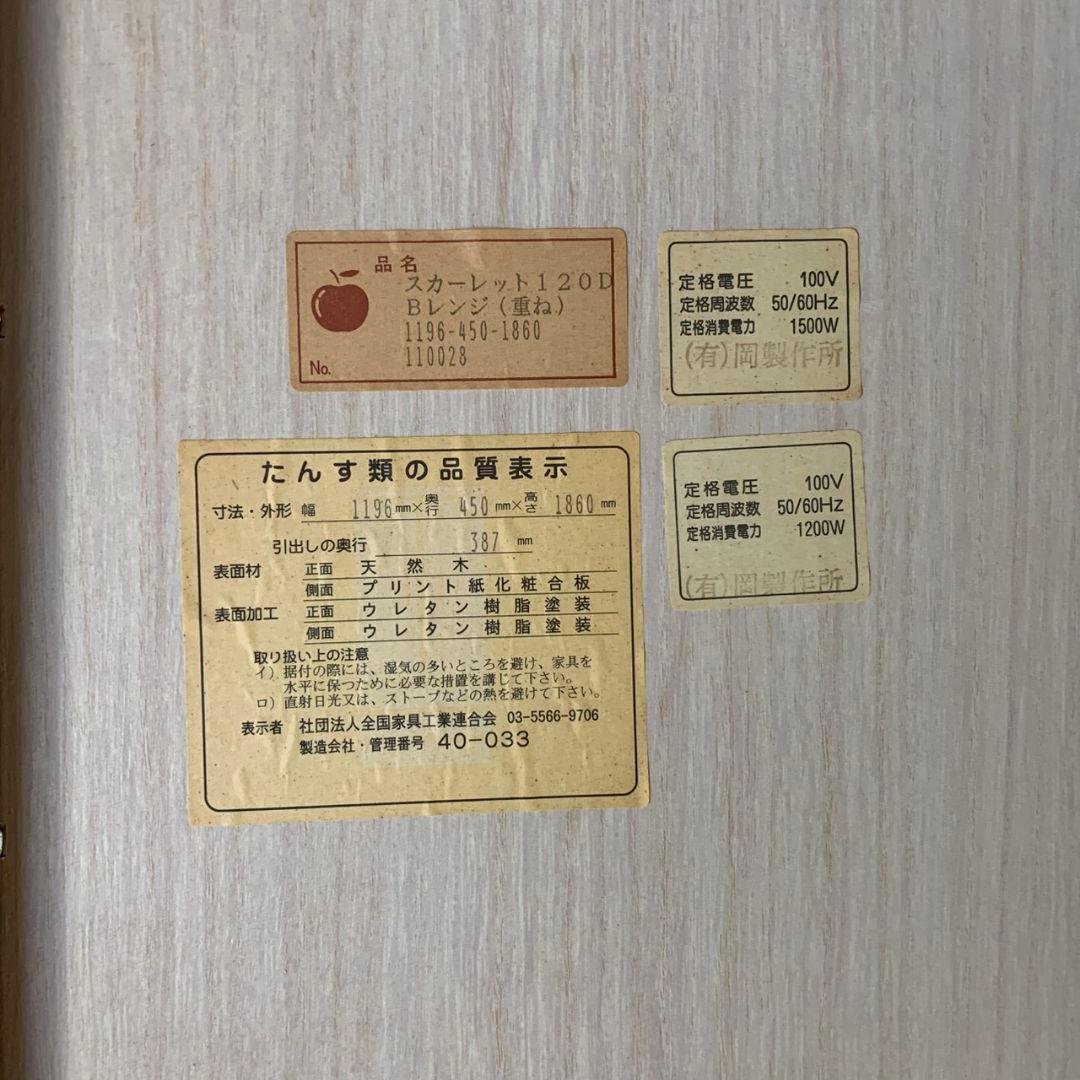 品名
スカーレット120D
Bレンジ(重ね)
1196-450-1860
110028
No.
定格電圧 100V
定格周波数 50/60Hz
定格消費電力 1500W
(有)岡製作所
たんす類の品質表示
寸法・外形 幅 1196mm×奥行 450mm×高さ 1860mm
引出しの奥行 387mm
表面材 正面 天然木
側面 プリント紙化粧合板
表面加工 正面 ウレタン樹脂塗装
側面 ウレタン樹脂塗装
取り扱い上の注意
イ)据付の際には、湿気の多いところを避け、家具を
水平に保つために必要な措置を講じて下さい。
ロ)直射日光又は、ストーブなどの熱を避けて下さい。
表示者 社団法人全国家具工業連合会 03-5566-9706
製造会社・管理番号 40-033
定格電圧 100V
定格周波数 50/60Hz
定格消費電力 1200W
(有)岡製作所